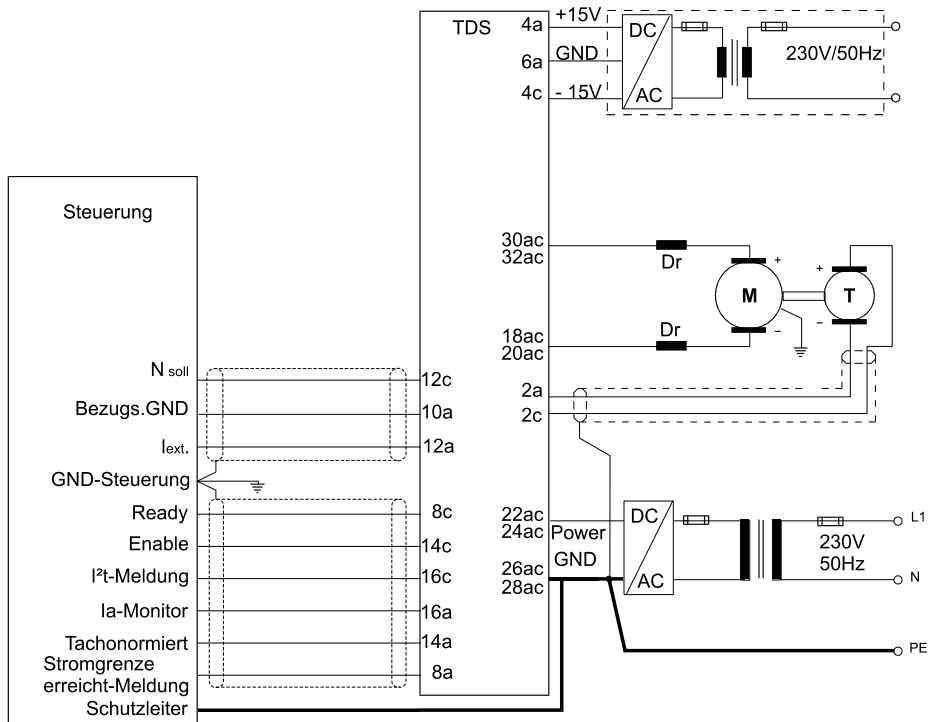 TDS
4a
+15V
6a
GND
4c
- 15V
DC
AC
230V/50Hz
Steuerung
30ac
32ac
Dr
M
+
−
T
+
−
18ac
20ac
Dr
2a
2c
N soll
12c
Bezugs.GND
10a
Iext.
12a
GND-Steuerung
Ready
8c
Enable
14c
I²t-Meldung
16c
Ia-Monitor
16a
Tachonormiert
14a
Stromgrenze
erreicht-Meldung
8a
Schutzleiter
22ac
24ac
Power
GND
26ac
28ac
DC
AC
230V
50Hz
L1
N
PE